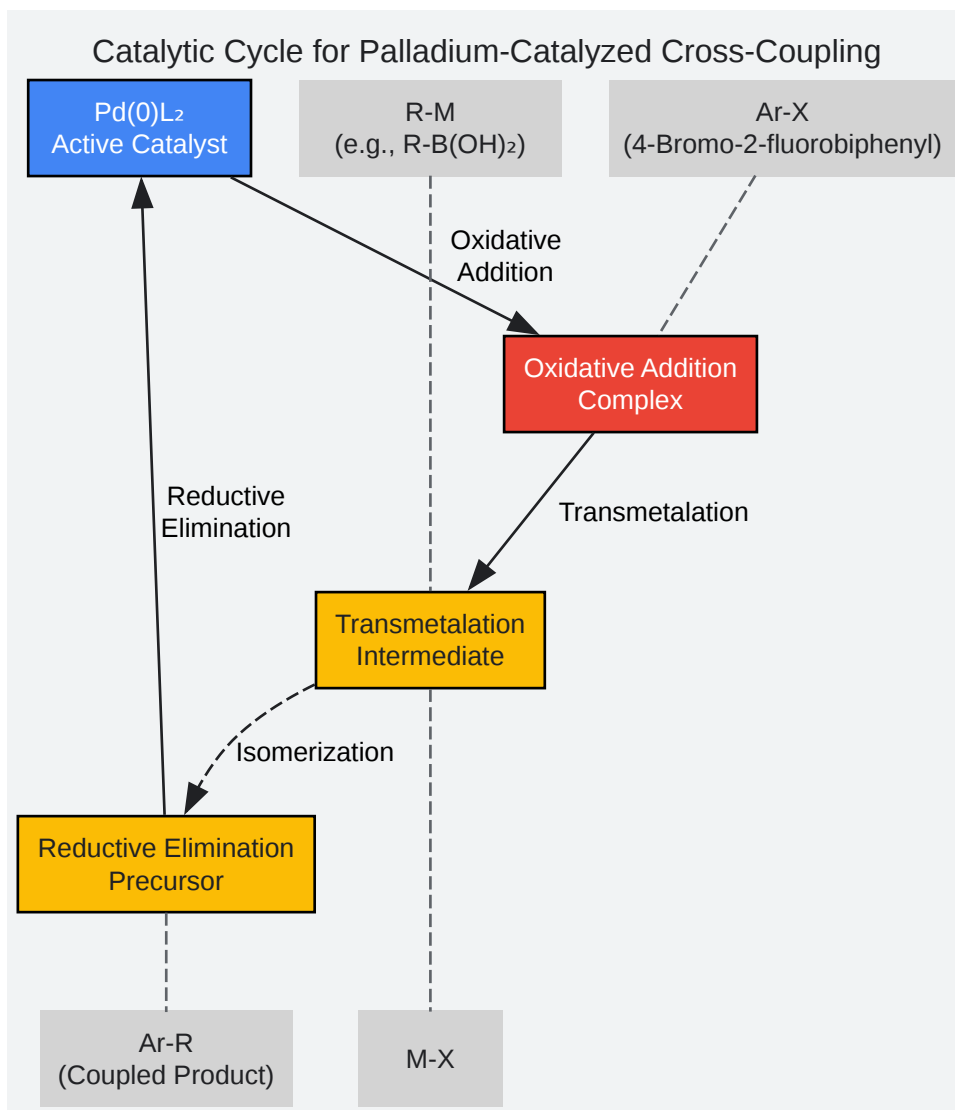 Catalytic Cycle for Palladium-Catalyzed Cross-Coupling
Pd(0)L₂
Active Catalyst
R-M
(e.g., R-B(OH)₂)
Ar-X
(4-Bromo-2-fluorobiphenyl)
Oxidative
Addition
Oxidative Addition
Complex
Reductive
Elimination
Transmetalation
Transmetalation
Intermediate
Isomerization
Reductive Elimination
Precursor
Ar-R
(Coupled Product)
M-X